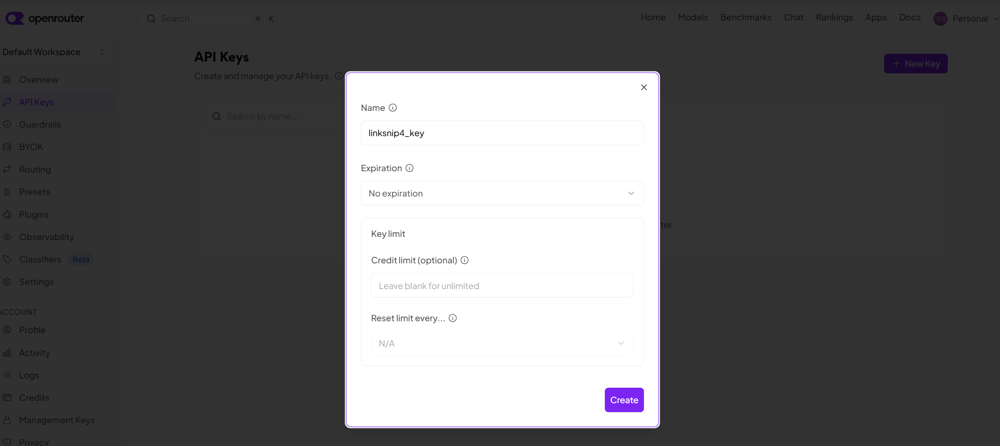 openrouter
Search
⌘ K
Home
Models
Benchmarks
Chat
Rankings
Apps
Docs
대경
Personal
Default Workspace
Overview
API Keys
Guardrails
BYOK
Routing
Presets
Plugins
Observability
Classifiers Beta
Settings
ACCOUNT
Profile
Activity
Logs
Credits
Management Keys
Privacy
API Keys
Create and manage your API keys.
+ New Key
Search by name...
ter
Name
linksnip4_key
Expiration
No expiration
Key limit
Credit limit (optional)
Leave blank for unlimited
Reset limit every...
N/A
Create